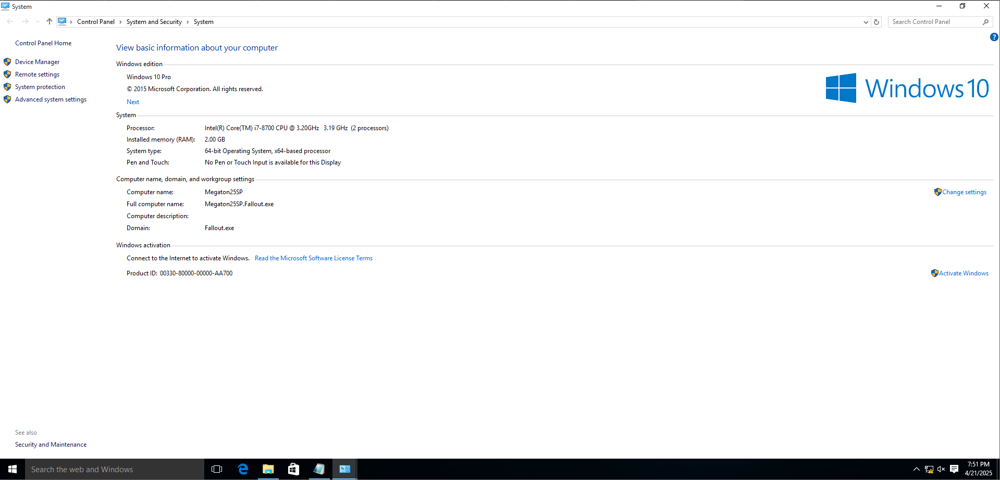 System
Control Panel > System and Security > System
Search Control Panel
Control Panel Home
Device Manager
Remote settings
System protection
Advanced system settings
View basic information about your computer
Windows edition
Windows 10 Pro
© 2015 Microsoft Corporation. All rights reserved.
Next
Windows 10
System
Processor: Intel(R) Core(TM) i7-8700 CPU @ 3.20GHz 3.19 GHz (2 processors)
Installed memory (RAM): 2.00 GB
System type: 64-bit Operating System, x64-based processor
Pen and Touch: No Pen or Touch Input is available for this Display
Computer name, domain, and workgroup settings
Computer name: Megaton25SP
Change settings
Full computer name: Megaton25SP.Fallout.exe
Computer description:
Domain: Fallout.exe
Windows activation
Connect to the Internet to activate Windows. Read the Microsoft Software License Terms
Product ID: 00330-80000-00000-AA700
Activate Windows
See also
Security and Maintenance
Search the web and Windows
7:51 PM
4/21/2025